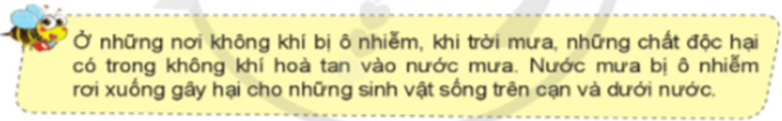 Ở những nơi không khí bị ô nhiễm, khi trời mưa, những chất độc hại
có trong không khí hoà tan vào nước mưa. Nước mưa bị ô nhiễm
rơi xuống gây hại cho những sinh vật sống trên cạn và dưới nước.